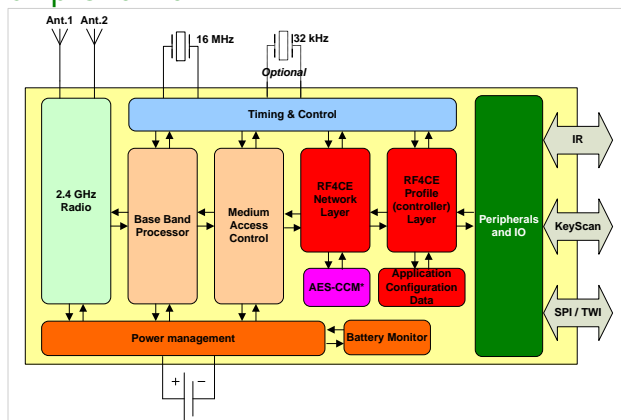 Ant.1 Ant.2
16 MHz
32 kHz
Optional
Timing & Control
2.4 GHz
Radio
Base Band
Processor
Medium
Access
Control
RF4CE
Network
Layer
RF4CE
Profile
(controller)
Layer
Peripherals
and IO
AES-CCM*
Application
Configuration
Data
Power management
Battery Monitor
IR
KeyScan
SPI / TWI
+ −